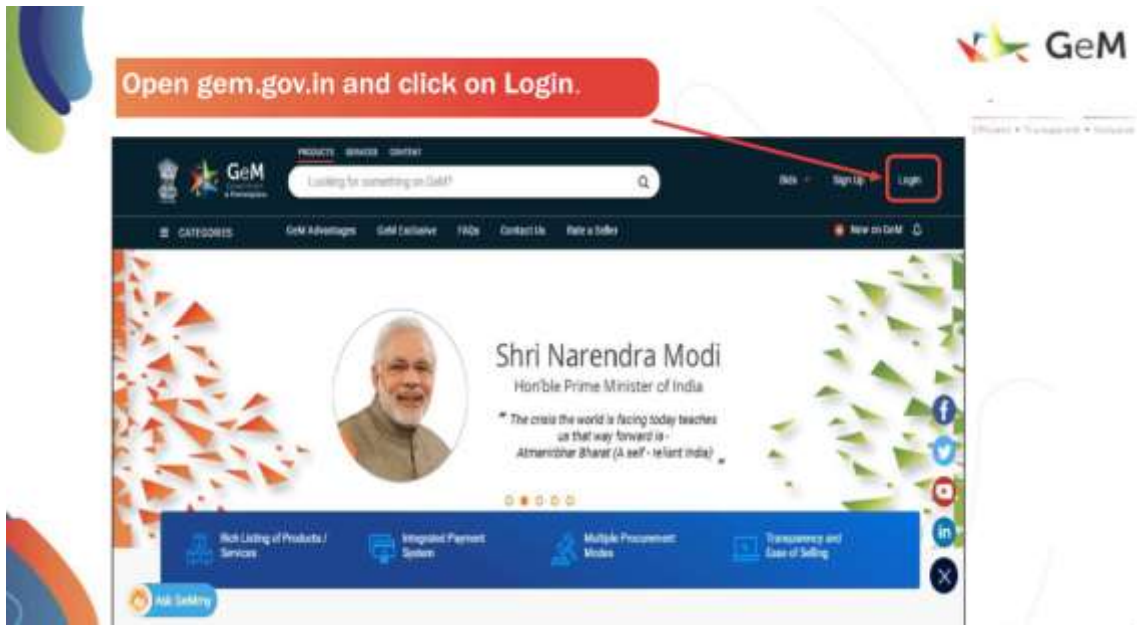 GeM
Open gem.gov.in and click on Login.
PRODUCTS SERVICES CONTENT
GeM
Looking for something on GeM?
Bids
Sign Up
Login
CATEGORIES
GeM Advantages
GeM Exclusive
FAQs
Contact Us
Rate a Seller
New on GeM
Shri Narendra Modi
Hon'ble Prime Minister of India
" The crisis the world is facing today teaches
us that way forward is -
Atmanirbhar Bharat (A self - reliant India) "
Rich Listing of Products /
Services
Integrated Payment
System
Multiple Procurement
Modes
Transparency and
Ease of Selling
Ask GeMmy